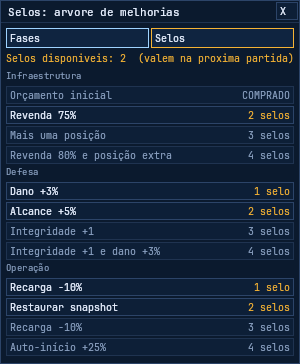 Selos: arvore de melhorias X
Fases Selos
Selos disponiveis: 2 (valem na proxima partida)
Infraestrutura
Orçamento inicial COMPRADO
Revenda 75% 2 selos
Mais uma posição 3 selos
Revenda 80% e posição extra 4 selos
Defesa
Dano +3% 1 selo
Alcance +5% 2 selos
Integridade +1 3 selos
Integridade +1 e dano +3% 4 selos
Operação
Recarga -10% 1 selo
Restaurar snapshot 2 selos
Recarga -10% 3 selos
Auto-início +25% 4 selos